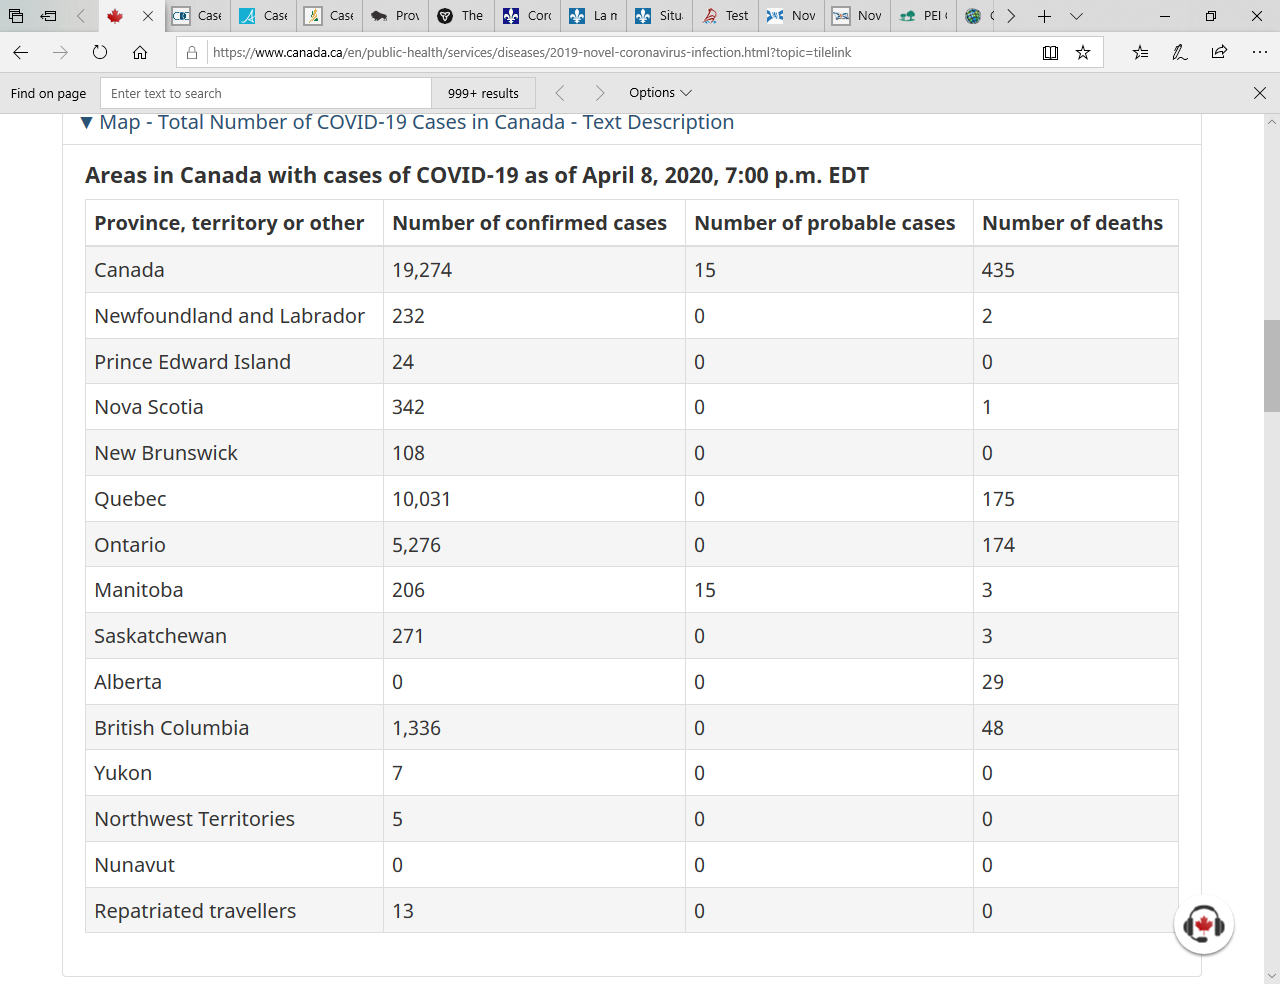 Case
Case
Case
Prov
The
Corc
La n
Situ
Test
Nov
Nov
PEI
https://www.canada.ca/en/public-health/services/diseases/2019-novel-coronavirus-infection.html?topic=tilelink
Find on page Enter text to search 999+ results Options
▼ Map - Total Number of COVID-19 Cases in Canada - Text Description
Areas in Canada with cases of COVID-19 as of April 8, 2020, 7:00 p.m. EDT
Province, territory or other Number of confirmed cases Number of probable cases Number of deaths
Canada 19,274 15 435
Newfoundland and Labrador 232 0 2
Prince Edward Island 24 0 0
Nova Scotia 342 0 1
New Brunswick 108 0 0
Quebec 10,031 0 175
Ontario 5,276 0 174
Manitoba 206 15 3
Saskatchewan 271 0 3
Alberta 0 0 29
British Columbia 1,336 0 48
Yukon 7 0 0
Northwest Territories 5 0 0
Nunavut 0 0 0
Repatriated travellers 13 0 0